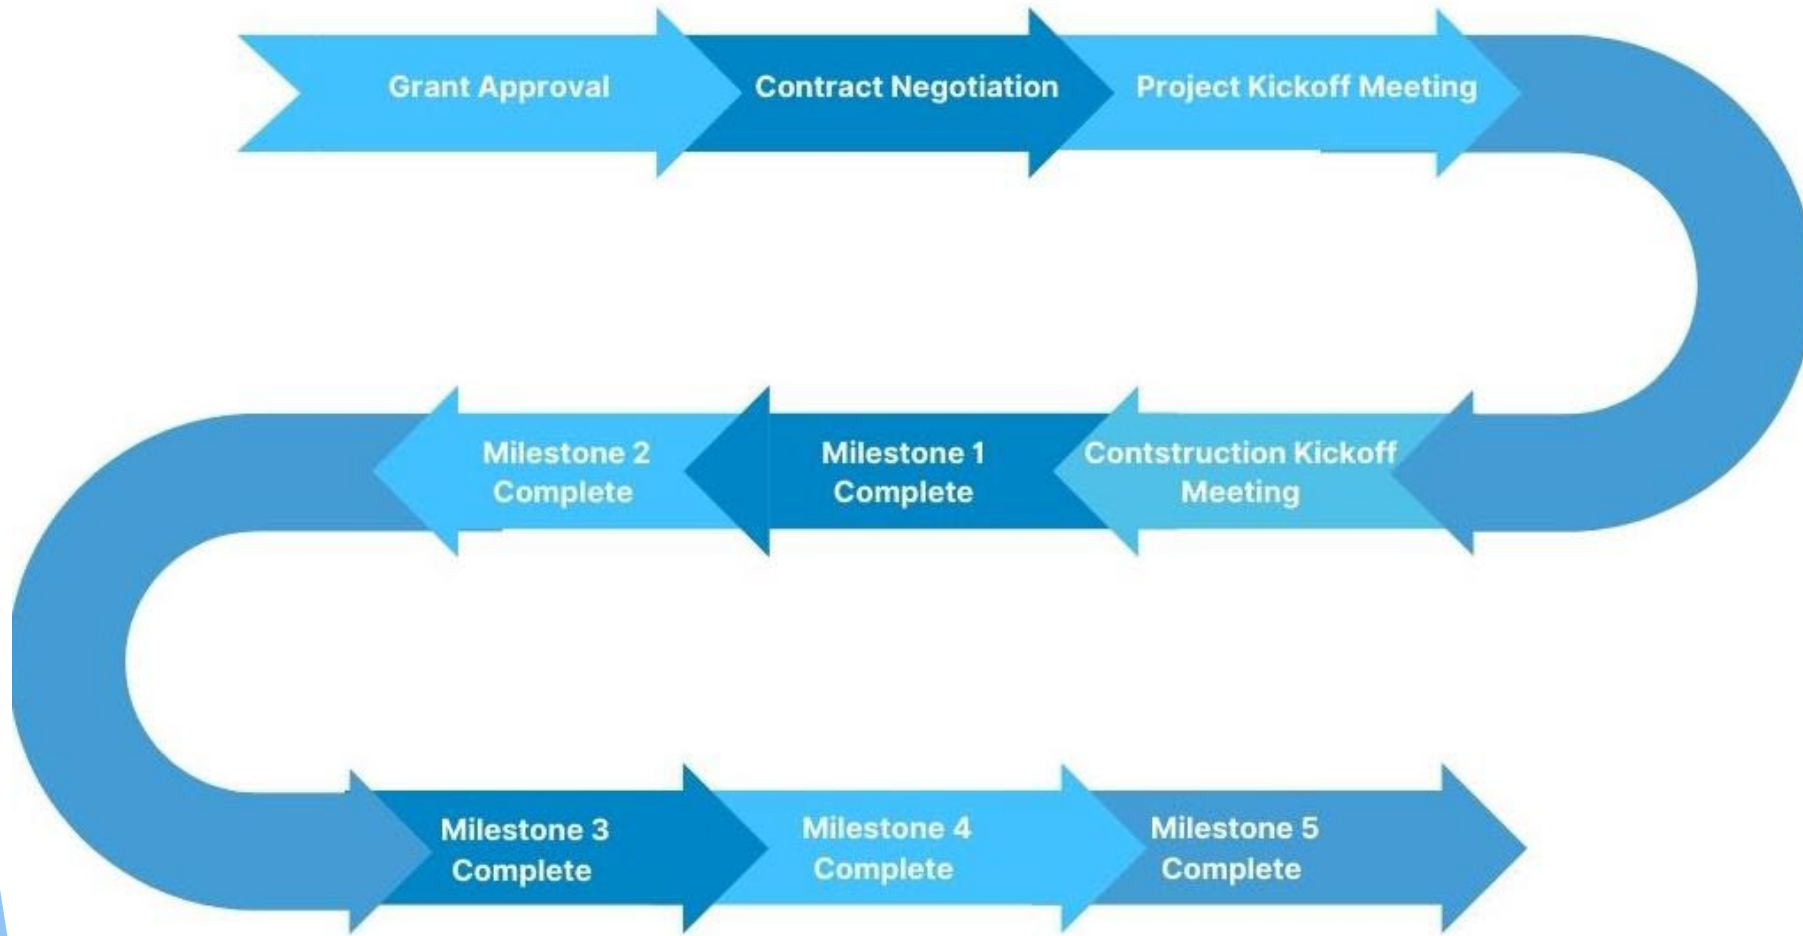 Grant Approval
Contract Negotiation
Project Kickoff Meeting
Contstruction Kickoff
Meeting
Milestone 1
Complete
Milestone 2
Complete
Milestone 3
Complete
Milestone 4
Complete
Milestone 5
Complete